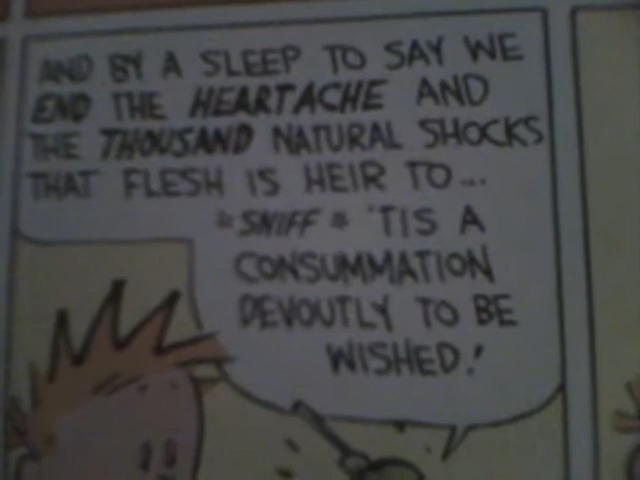 AND BY A SLEEP TO SAY WE
END THE HEARTACHE AND
THE THOUSAND NATURAL SHOCKS
THAT FLESH IS HEIR TO...
*SNIFF* 'TIS A
CONSUMMATION
DEVOUTLY TO BE
WISHED!